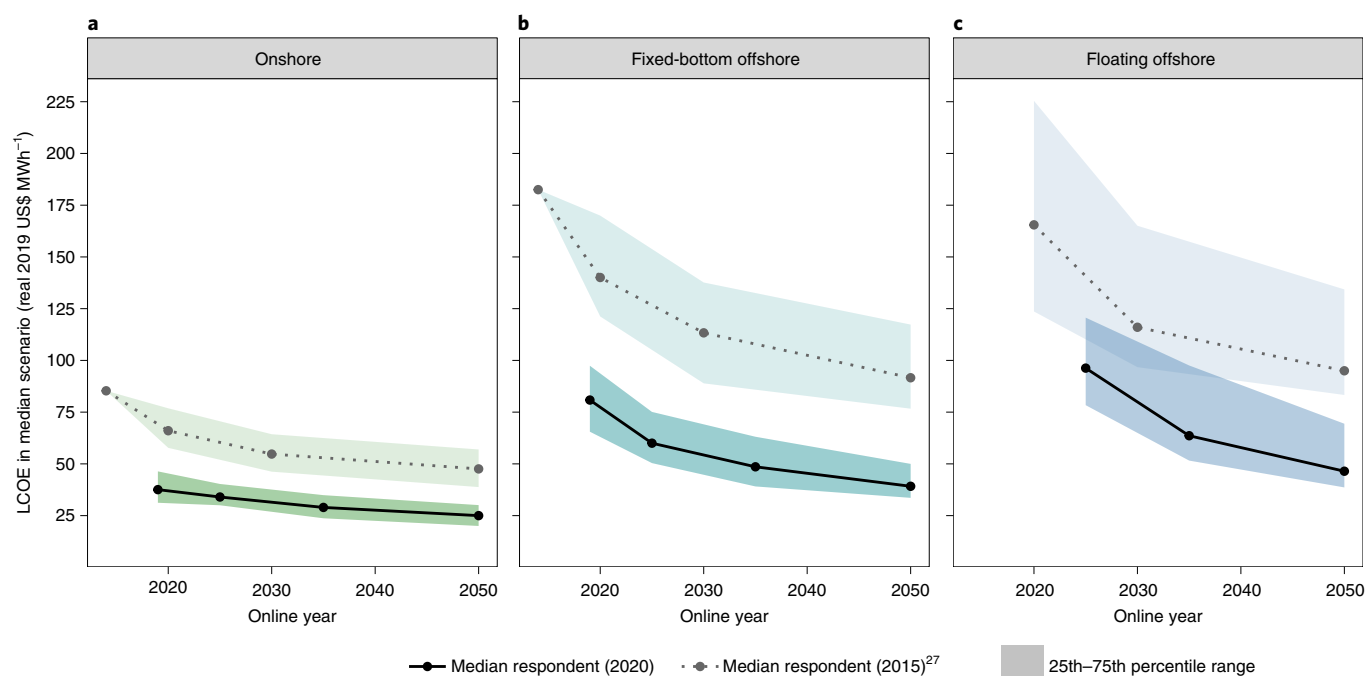 a
b
c
Onshore
Fixed-bottom offshore
Floating offshore
LCOE in median scenario (real 2019 US$ MWh⁻¹)
225
200
175
150
125
100
75
50
25
2020 2030 2040 2050
2020 2030 2040 2050
2020 2030 2040 2050
Online year
Online year
Online year
Median respondent (2020)
Median respondent (2015)²⁷
25th–75th percentile range